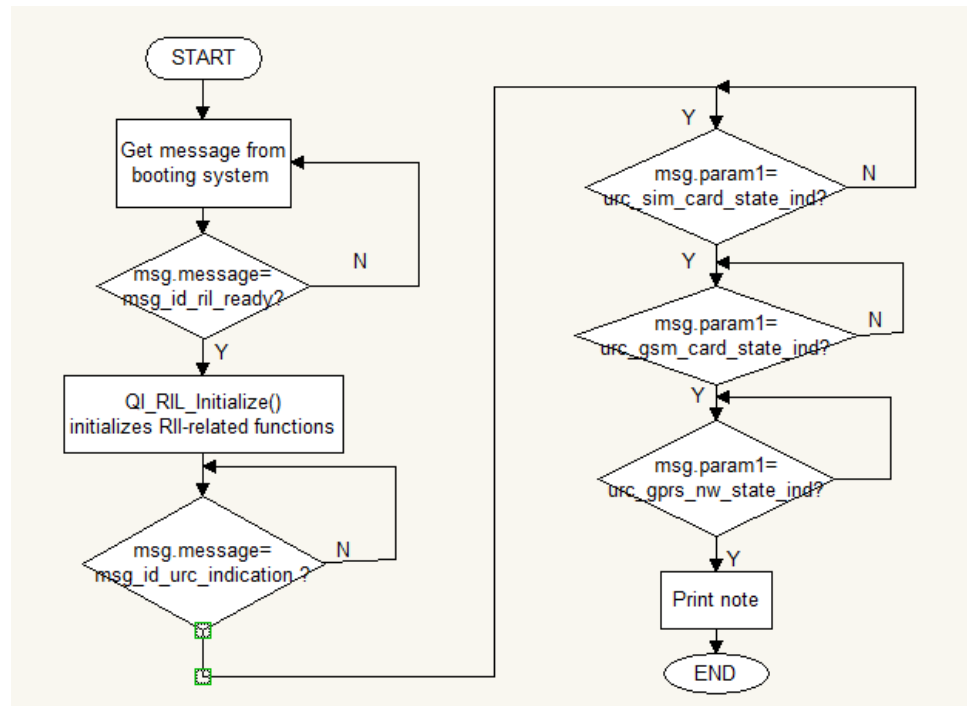 START
Get message from
booting system
msg.message=
msg_id_ril_ready?
N
Y
QI_RIL_Initialize()
initializes RIl-related functions
msg.message=
msg_id_urc_indication ?
N
Y
msg.param1=
urc_sim_card_state_ind?
N
Y
msg.param1=
urc_gsm_card_state_ind?
N
Y
msg.param1=
urc_gprs_nw_state_ind?
Y
Print note
END